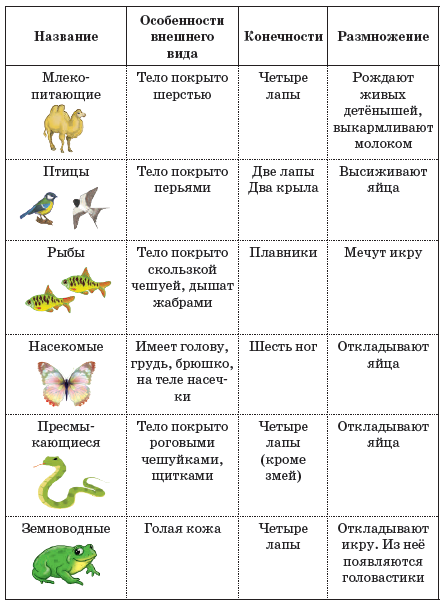 Название
Особенности
внешнего
вида
Конечности
Размножение
Млеко-
питающие
Тело покрыто
шерстью
Четыре
лапы
Рождают
живых
детёнышей,
выкармливают
молоком
Птицы
Тело покрыто
перьями
Две лапы
Два крыла
Высиживают
яйца
Рыбы
Тело покрыто
скользкой
чешуей, дышат
жабрами
Плавники
Мечут икру
Насекомые
Имеет голову,
грудь, брюшко,
на теле насеч-
ки
Шесть ног
Откладывают
яйца
Пресмы-
кающиеся
Тело покрыто
роговыми
чешуйками,
щитками
Четыре
лапы
(кроме
змей)
Откладывают
яйца
Земноводные
Голая кожа
Четыре
лапы
Откладывают
икру. Из неё
появляются
головастики